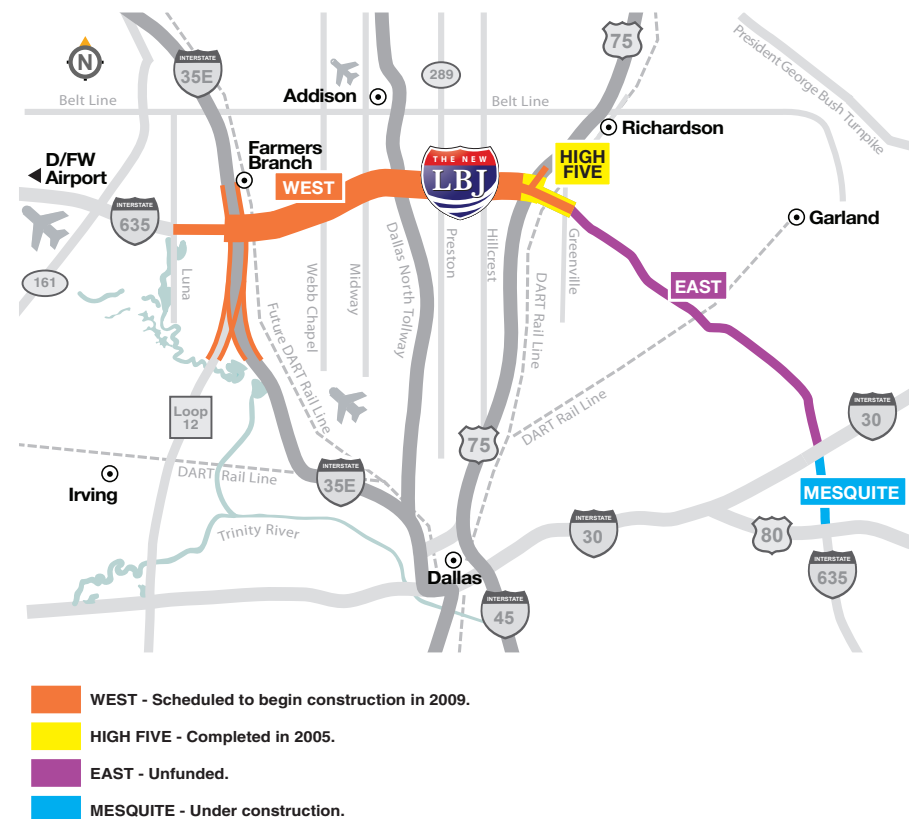 INTERSTATE
35E
75
President George Bush Turnpike
N
289
Addison
Belt Line
Belt Line
Richardson
Farmers
Branch
D/FW
Airport
THE NEW
LBJ
HIGH
FIVE
WEST
INTERSTATE
635
Garland
161
Luna
Webb Chapel
Midway
Dallas North Tollway
Preston
Hillcrest
DART Rail Line
Greenville
EAST
Future DART Rail Line
Loop
12
INTERSTATE
30
75
DART Rail Line
DART Rail Line
Irving
INTERSTATE
35E
MESQUITE
Trinity River
INTERSTATE
30
80
Dallas
INTERSTATE
635
INTERSTATE
45
WEST - Scheduled to begin construction in 2009.
HIGH FIVE - Completed in 2005.
EAST - Unfunded.
MESQUITE - Under construction.